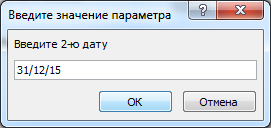 Введите значение параметра
Введите 2-ю дату
31/12/15
OK
Отмена